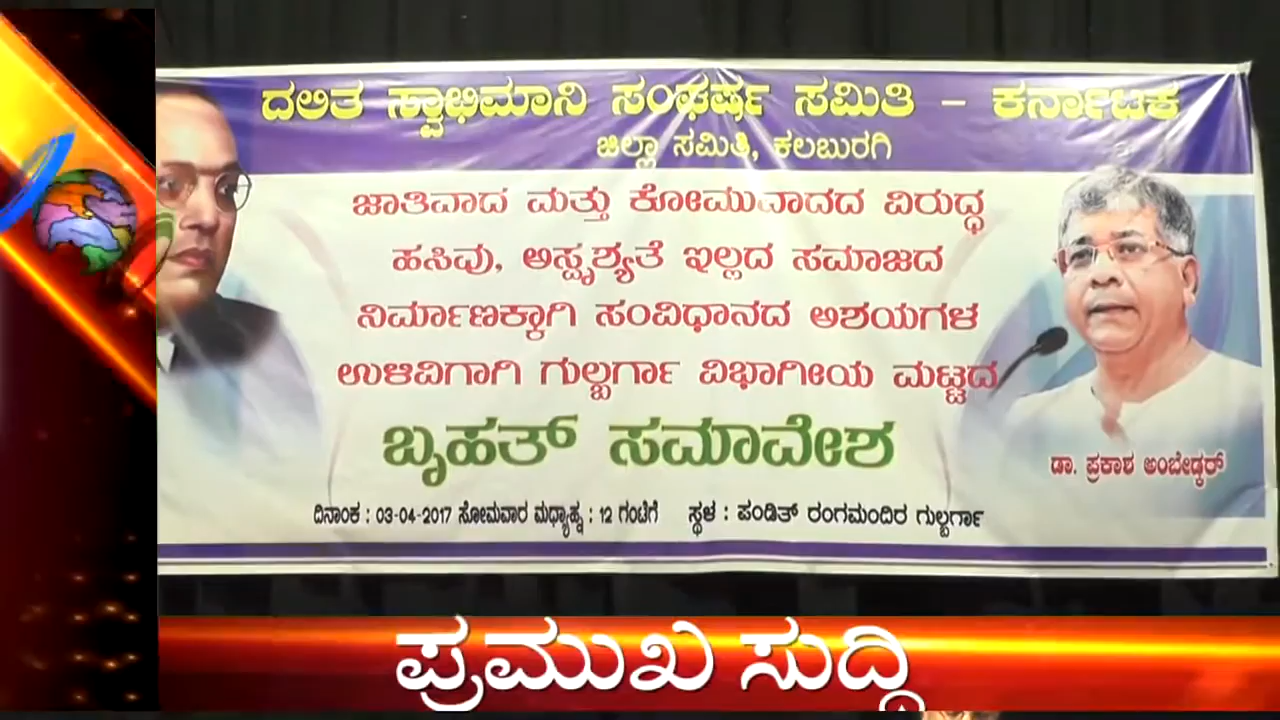 ದಲಿತ ಸ್ವಾಭಿಮಾನಿ ಸಂಘರ್ಷ ಸಮಿತಿ – ಕರ್ನಾಟಕ
ಜಿಲ್ಲಾ ಸಮಿತಿ, ಕಲಬುರಗಿ
ಜಾತಿವಾದ ಮತ್ತು ಕೋಮುವಾದದ ವಿರುದ್ಧ
ಹಸಿವು, ಅಸ್ಪೃಶ್ಯತೆ ಇಲ್ಲದ ಸಮಾಜದ
ನಿರ್ಮಾಣಕ್ಕಾಗಿ ಸಂವಿಧಾನದ ಅಶಯಗಳ
ಉಳಿವಿಗಾಗಿ ಗುಲ್ಬರ್ಗಾ ವಿಭಾಗೀಯ ಮಟ್ಟದ
ಬೃಹತ್ ಸಮಾವೇಶ
ಡಾ. ಪ್ರಕಾಶ ಅಂಬೇಡ್ಕರ್
ದಿನಾಂಕ : 03-04-2017 ಸೋಮವಾರ ಮಧ್ಯಾಹ್ನ : 12 ಗಂಟೆಗೆ ಸ್ಥಳ : ಪಂಡಿತ್ ರಂಗಮಂದಿರ ಗುಲ್ಬರ್ಗಾ
ಪ್ರಮುಖ ಸುದ್ದಿ